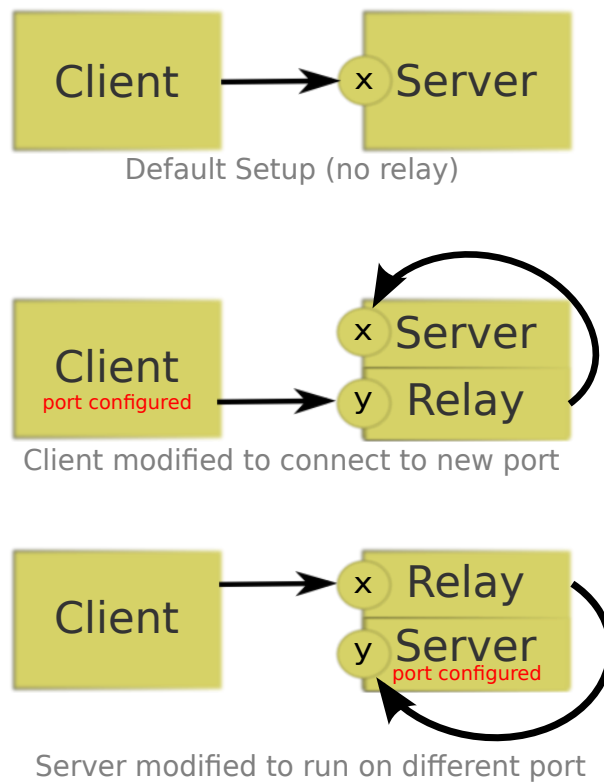 Client
x Server
Default Setup (no relay)
x Server
Client
port configured
y Relay
Client modified to connect to new port
x Relay
Client
y Server
port configured
Server modified to run on different port